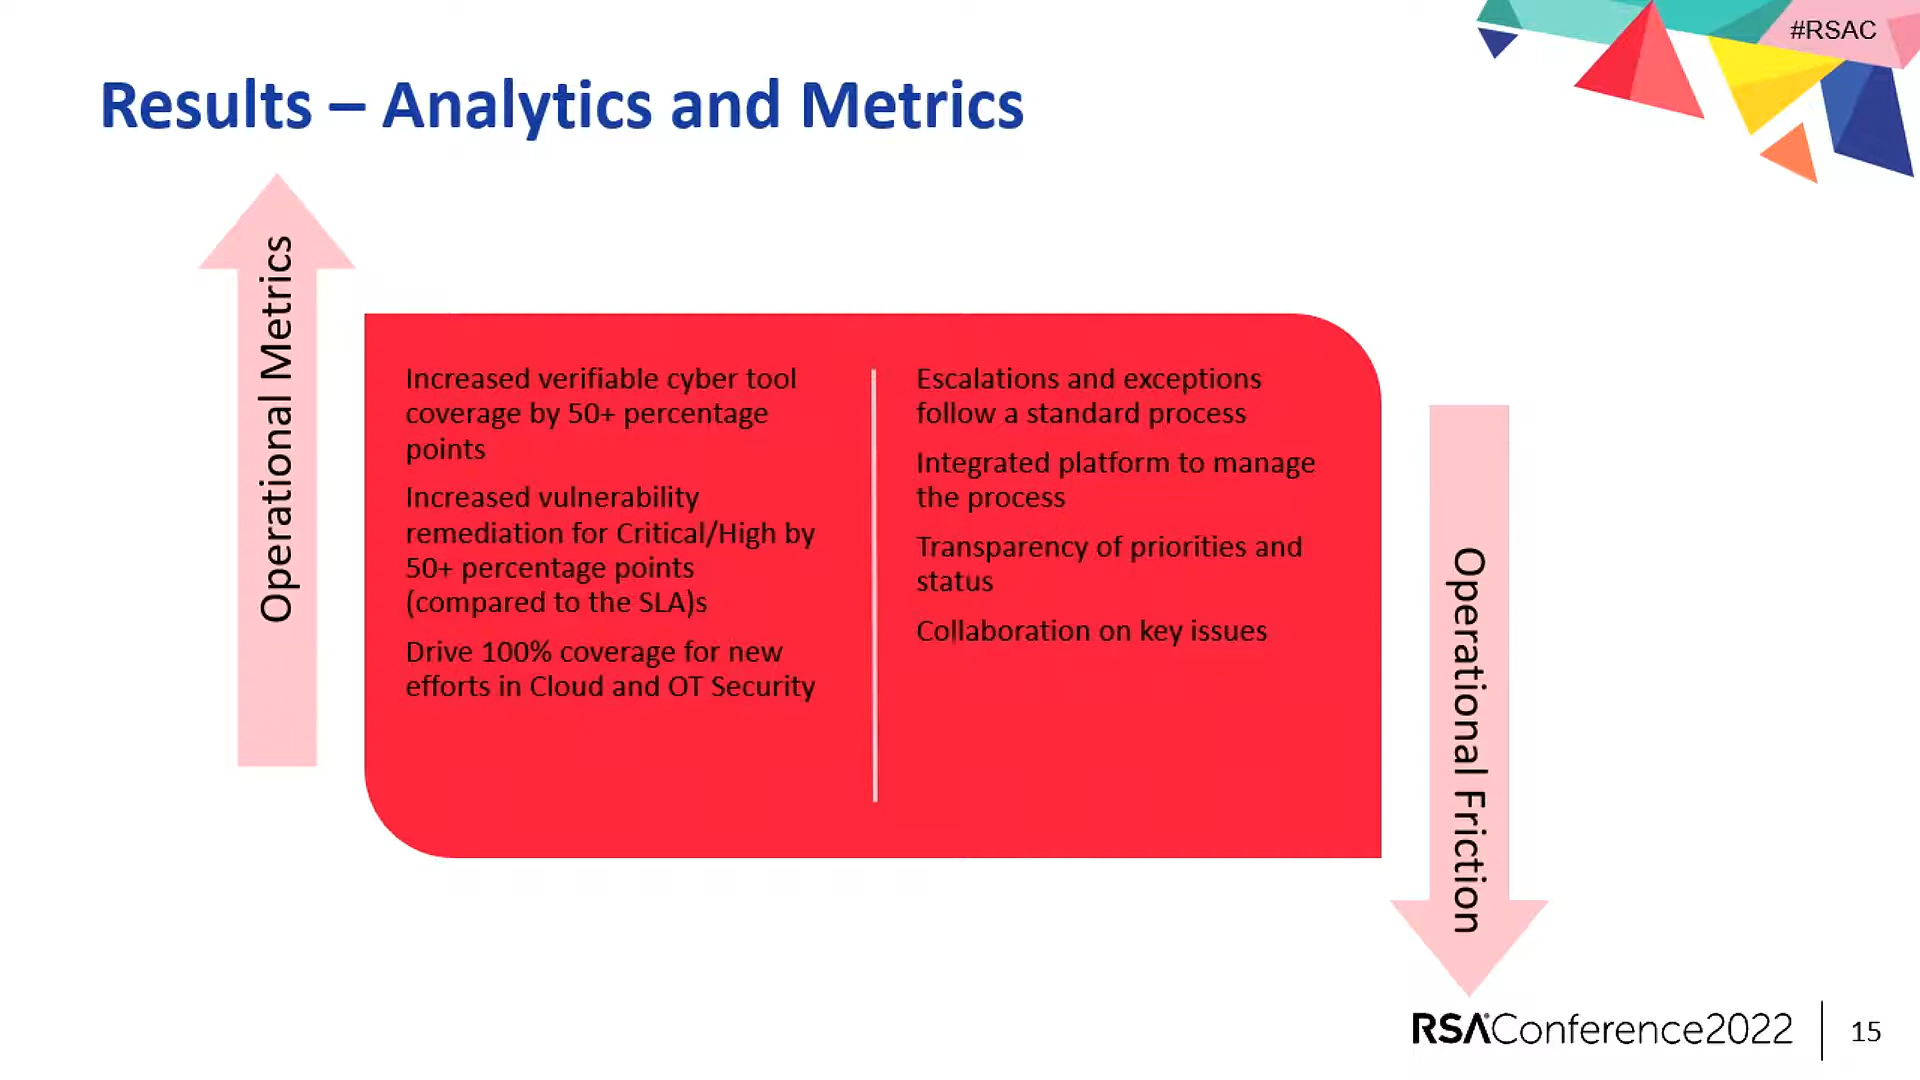 #RSAC
Results – Analytics and Metrics
Operational Metrics
Increased verifiable cyber tool
coverage by 50+ percentage
points
Increased vulnerability
remediation for Critical/High by
50+ percentage points
(compared to the SLA)s
Drive 100% coverage for new
efforts in Cloud and OT Security
Escalations and exceptions
follow a standard process
Integrated platform to manage
the process
Transparency of priorities and
status
Collaboration on key issues
Operational Friction
RSAConference2022
15